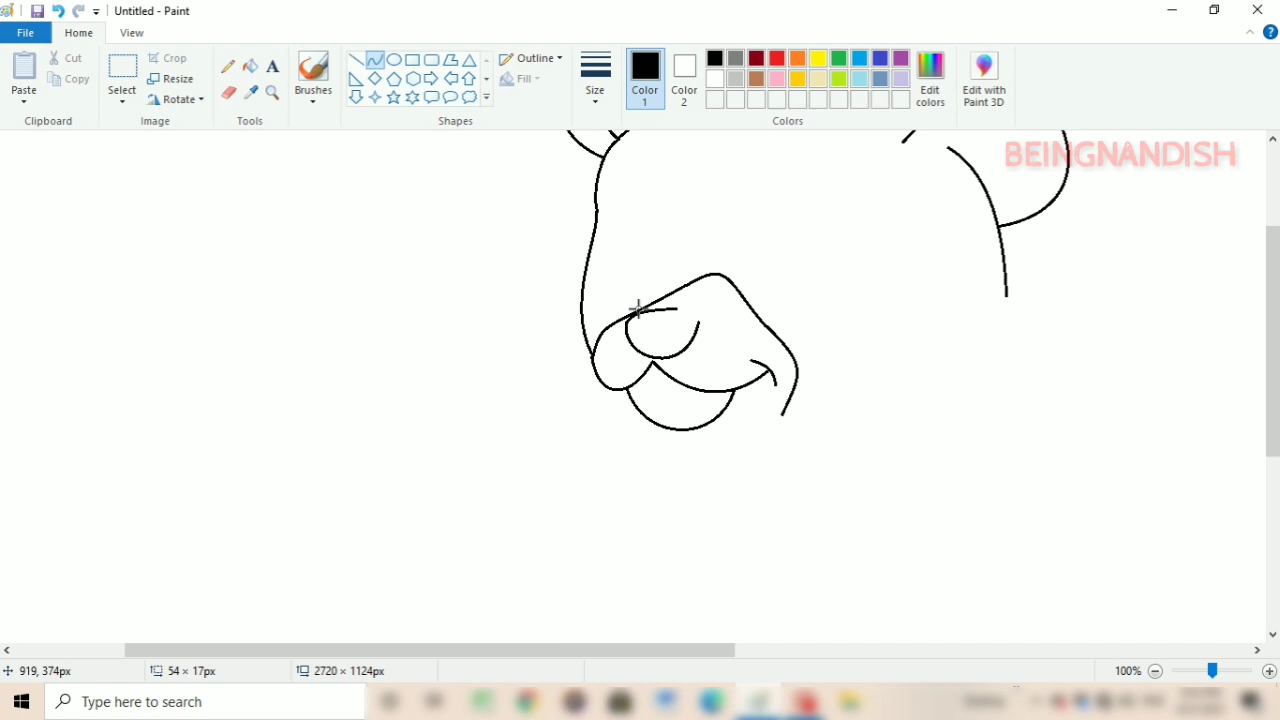 Untitled - Paint
File Home View
Paste
Cut
Copy
Clipboard
Select
Crop
Resize
Rotate
Image
Tools
Brushes
Shapes
Outline
Fill
Size
Color 1
Color 2
Edit colors
Colors
Edit with Paint 3D
BEINGNANDISH
919, 374px
54 × 17px
2720 × 1124px
100%
Type here to search